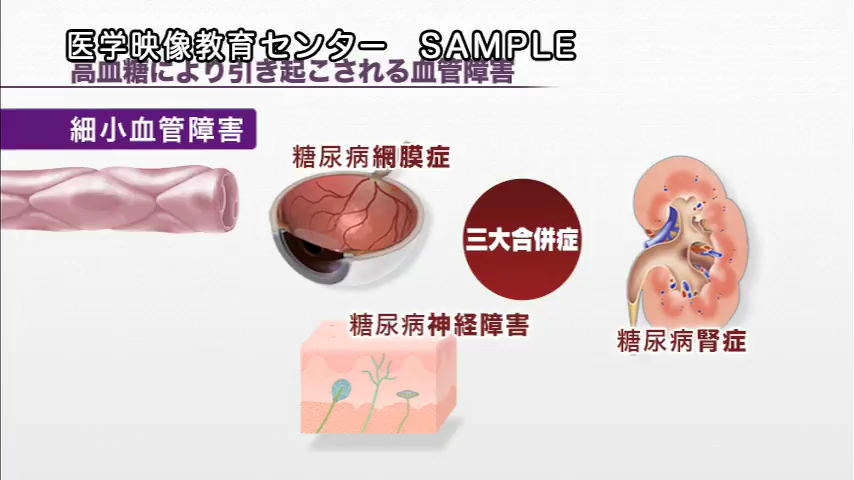 医学映像教育センター　SAMPLE
高血糖により引き起こされる血管障害
細小血管障害
糖尿病網膜症
三大合併症
糖尿病神経障害
糖尿病腎症